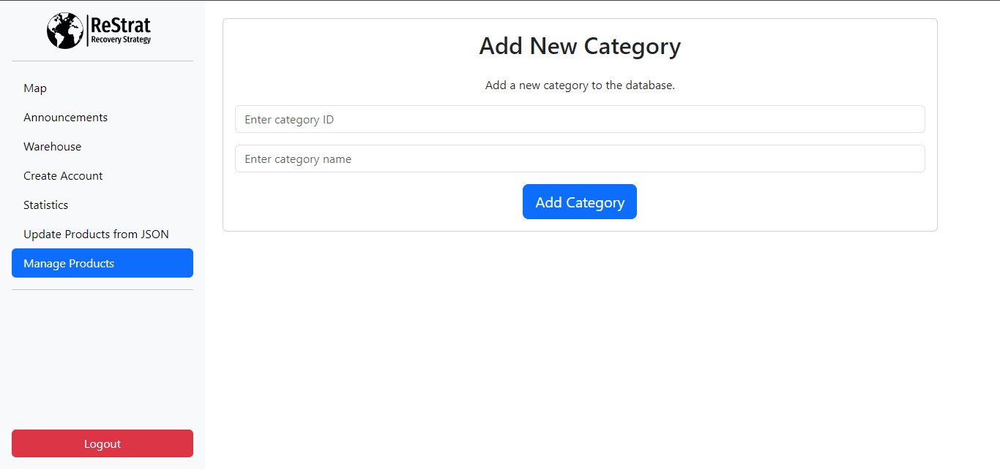 ReStrat
Recovery Strategy
Map
Announcements
Warehouse
Create Account
Statistics
Update Products from JSON
Manage Products
Logout
Add New Category
Add a new category to the database.
Enter category ID
Enter category name
Add Category